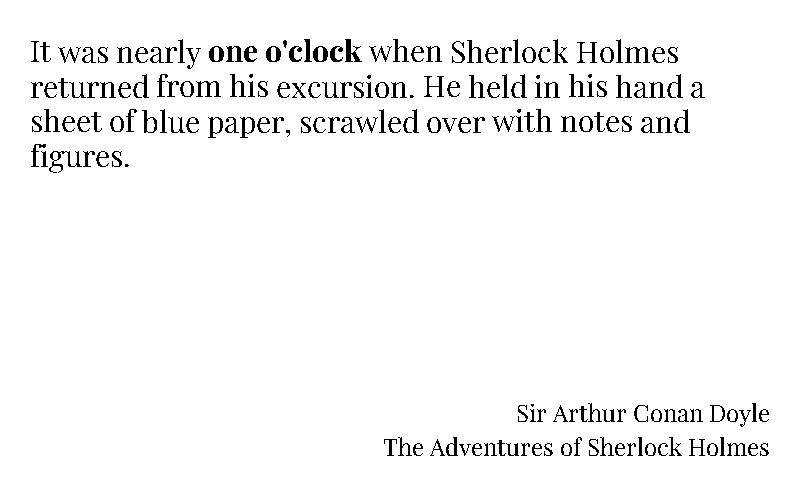 It was nearly one o'clock when Sherlock Holmes
returned from his excursion. He held in his hand a
sheet of blue paper, scrawled over with notes and
figures.
Sir Arthur Conan Doyle
The Adventures of Sherlock Holmes